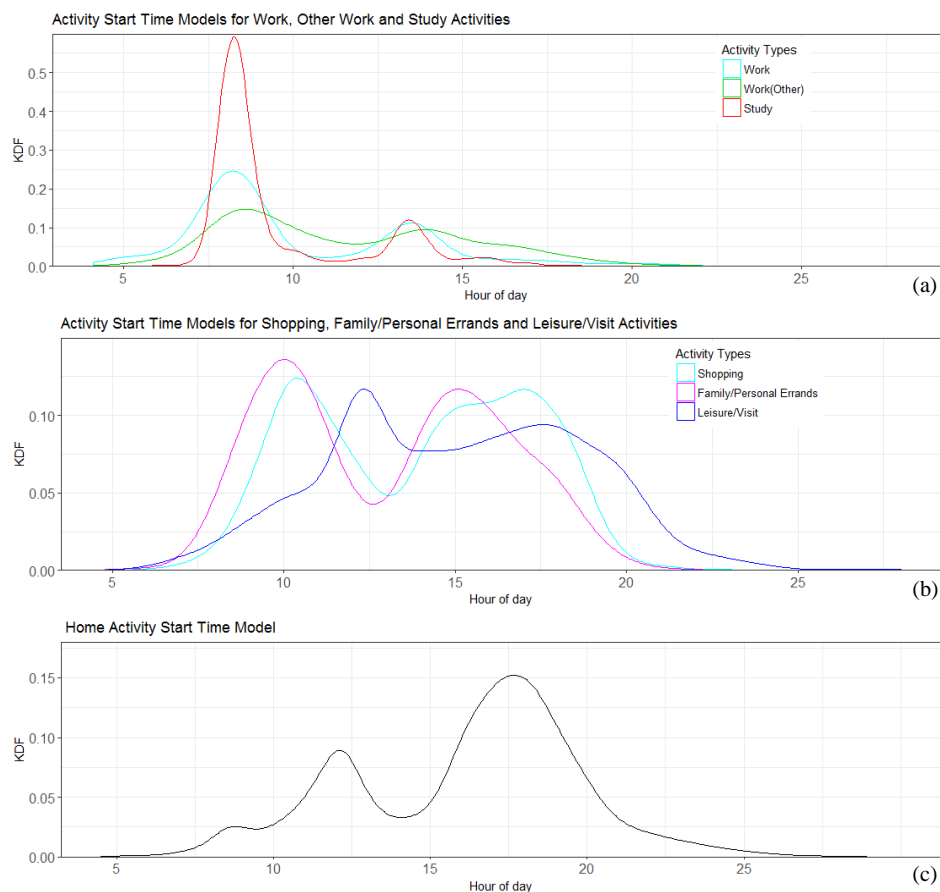 Activity Start Time Models for Work, Other Work and Study Activities
KDF
0.5
0.4
0.3
0.2
0.1
0.0
Activity Types
Work
Work(Other)
Study
5 10 15 20 25
Hour of day
(a)
Activity Start Time Models for Shopping, Family/Personal Errands and Leisure/Visit Activities
KDF
0.10
0.05
0.00
Activity Types
Shopping
Family/Personal Errands
Leisure/Visit
5 10 15 20 25
Hour of day
(b)
Home Activity Start Time Model
KDF
0.15
0.10
0.05
0.00
5 10 15 20 25
Hour of day
(c)